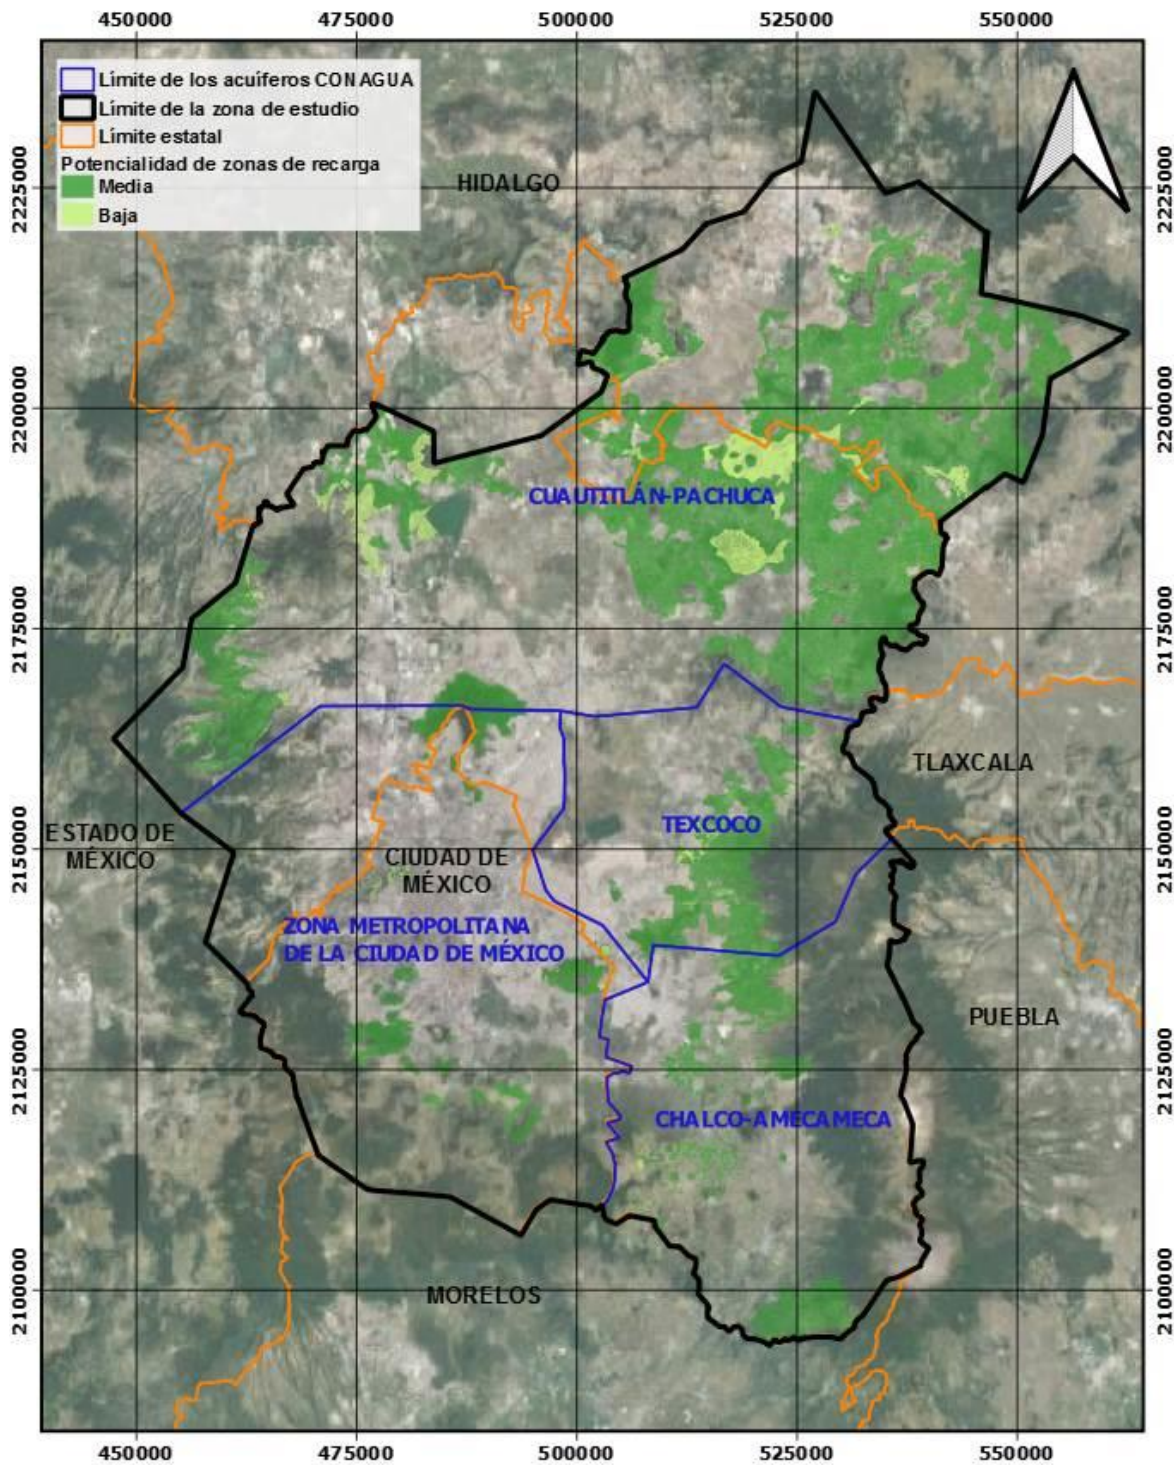 450000 475000 500000 525000 550000
Límite de los acuíferos CONAGUA
Límite de la zona de estudio
Límite estatal
Potencialidad de zonas de recarga
Media
Baja
HIDALGO
2225000 2225000
2200000 2200000
CUAUTITLÁN-PACHUCA
2175000 2175000
TLAXCALA
TEXCOCO
ESTADO DE
MÉXICO
2150000 2150000
CIUDAD DE
MÉXICO
ZONA METROPOLITANA
DE LA CIUDAD DE MÉXICO
PUEBLA
2125000 2125000
CHALCO-AMECAMECA
2100000 2100000
MORELOS
450000 475000 500000 525000 550000